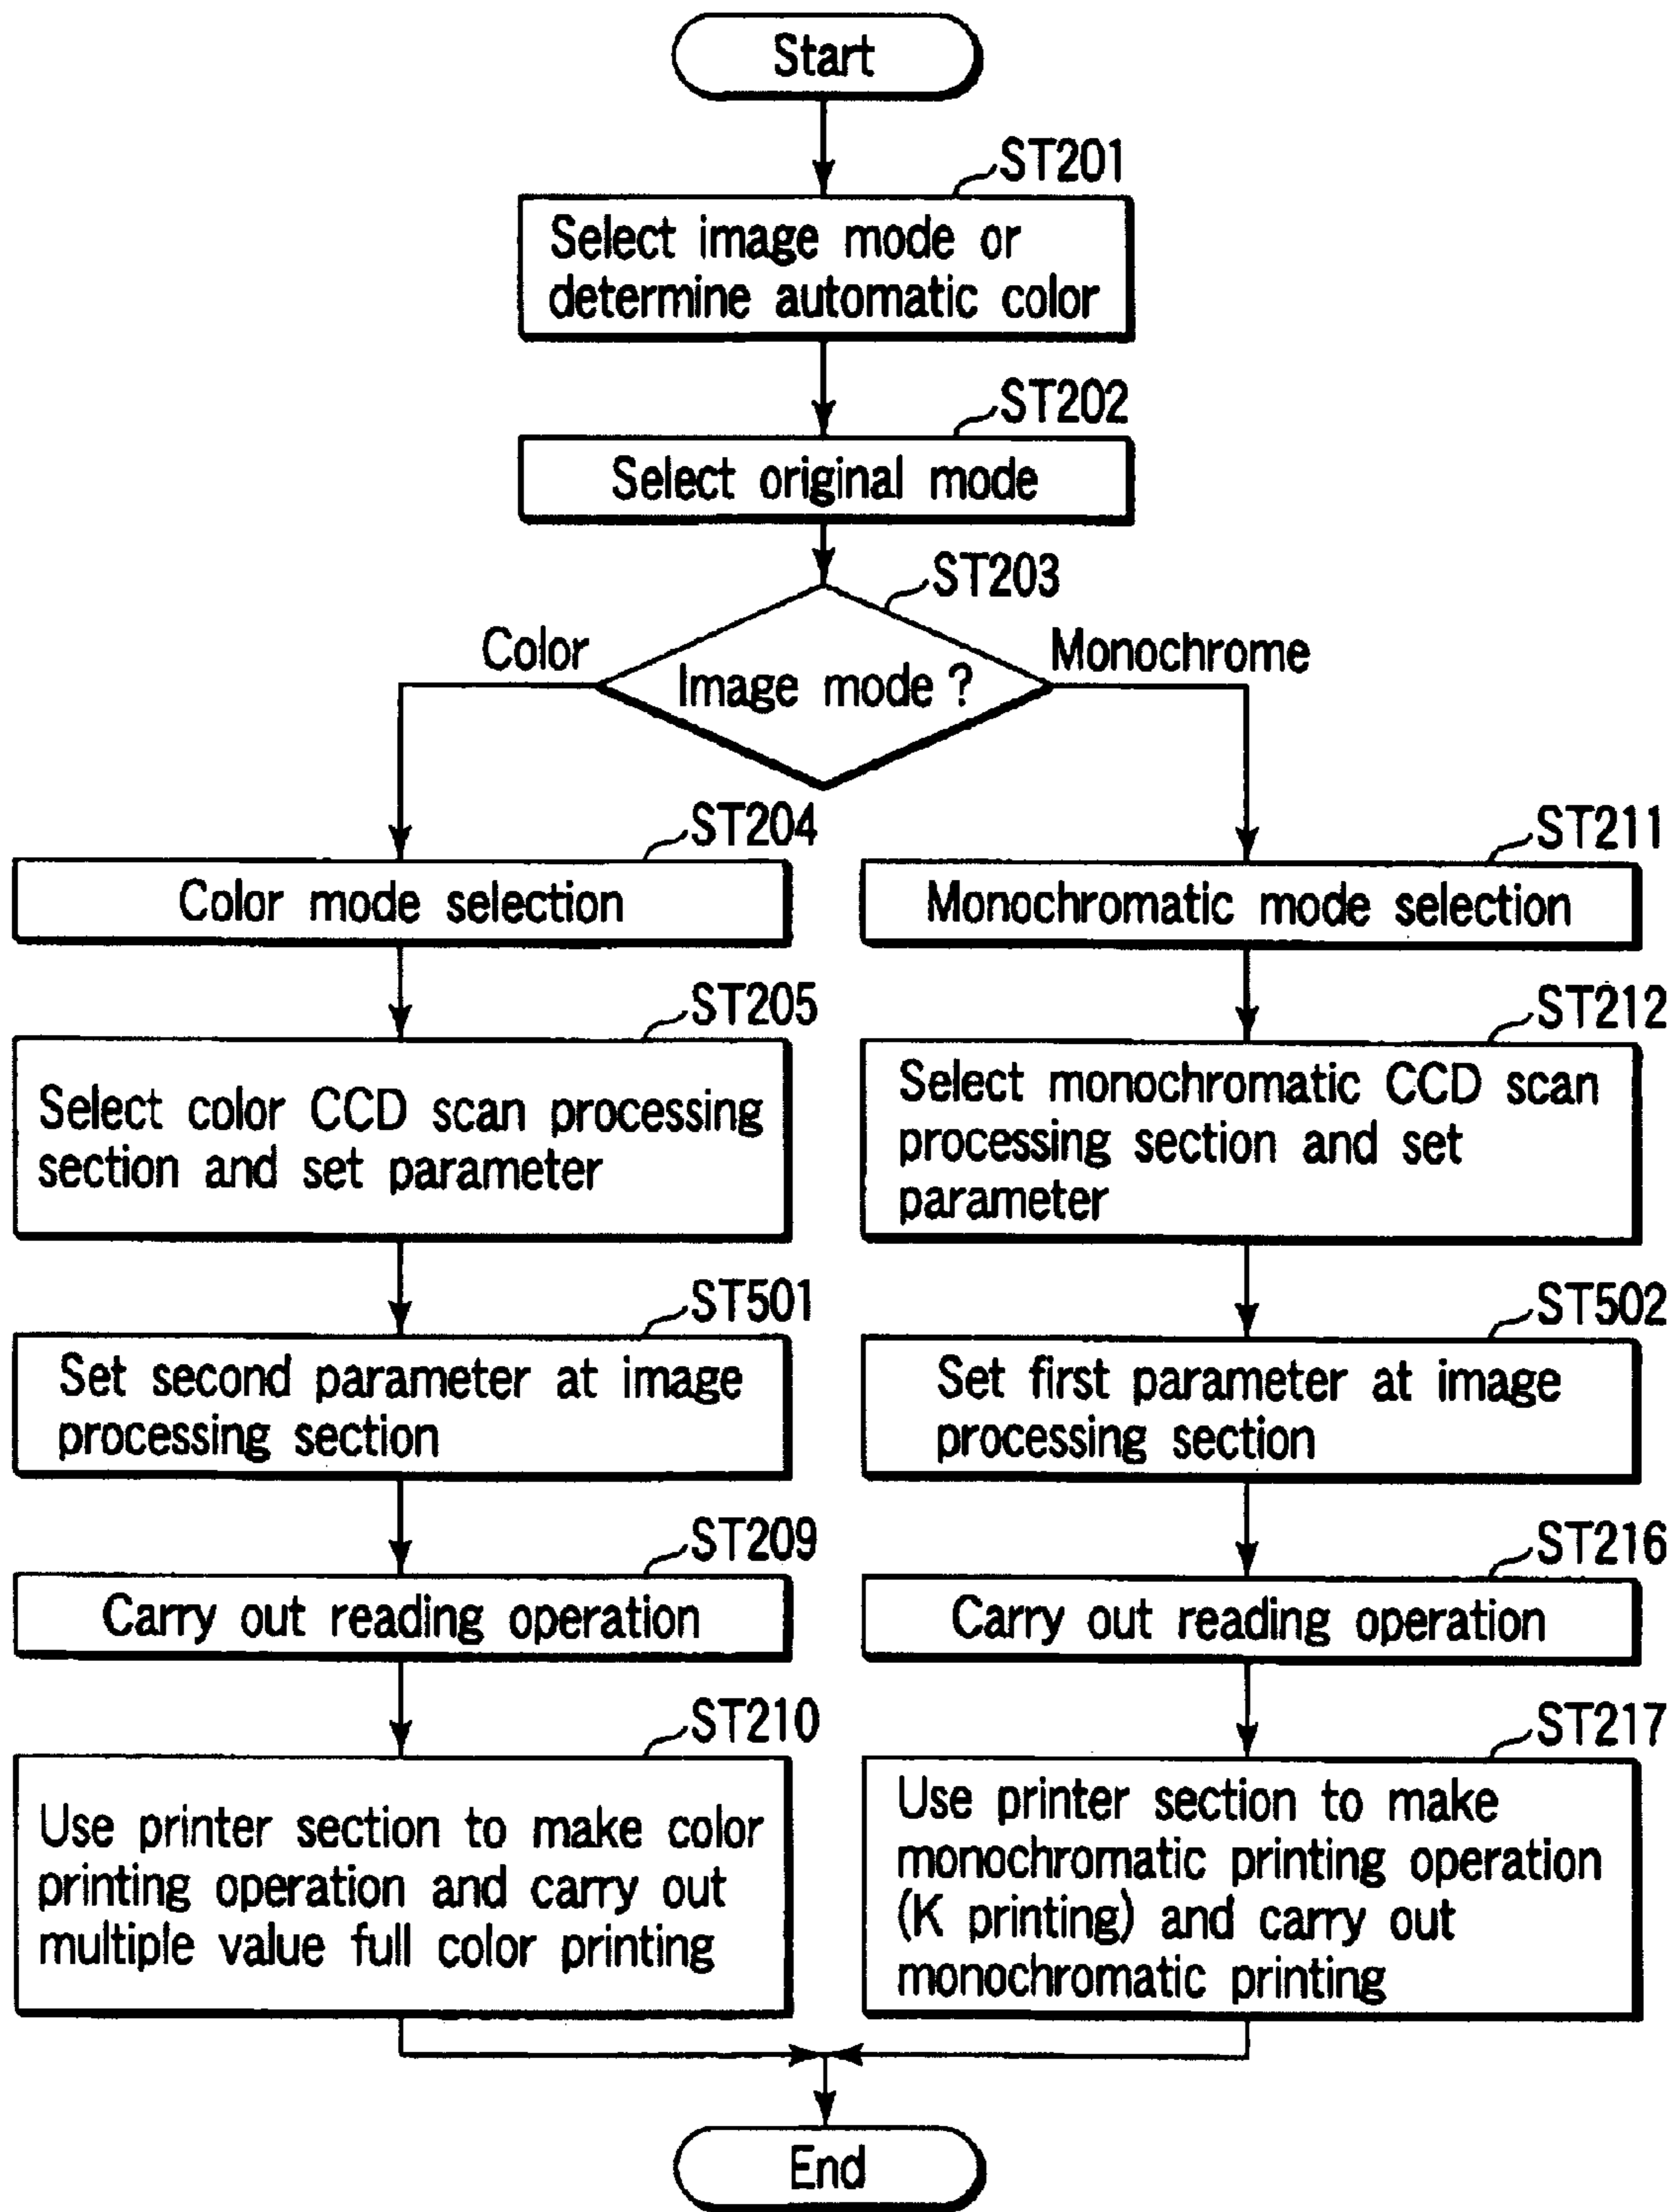 Start
ST201
Select image mode or
determine automatic color
ST202
Select original mode
ST203
Color
Image mode ?
Monochrome
ST204
Color mode selection
ST205
Select color CCD scan processing
section and set parameter
ST501
Set second parameter at image
processing section
ST209
Carry out reading operation
ST210
Use printer section to make color
printing operation and carry out
multiple value full color printing
ST211
Monochromatic mode selection
ST212
Select monochromatic CCD scan
processing section and set
parameter
ST502
Set first parameter at image
processing section
ST216
Carry out reading operation
ST217
Use printer section to make
monochromatic printing operation
(K printing) and carry out
monochromatic printing
End